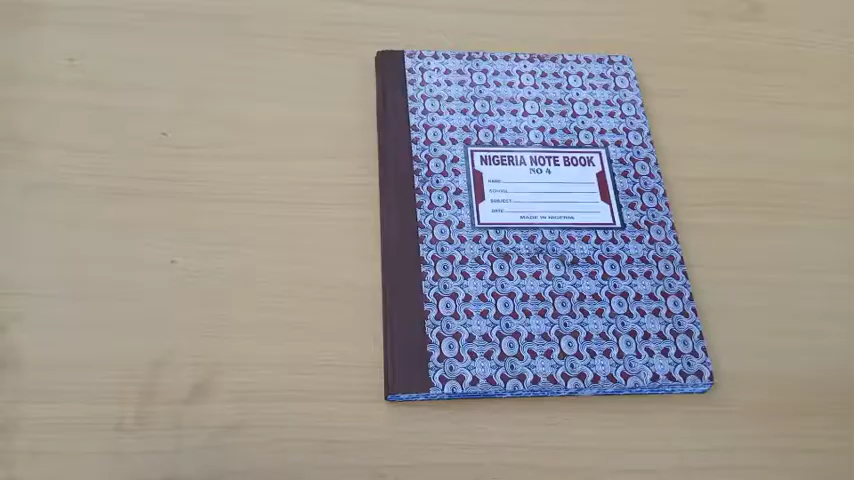 NIGERIA NOTE BOOK
NO 4
NAME
SCHOOL
SUBJECT
DATE
MADE IN NIGERIA